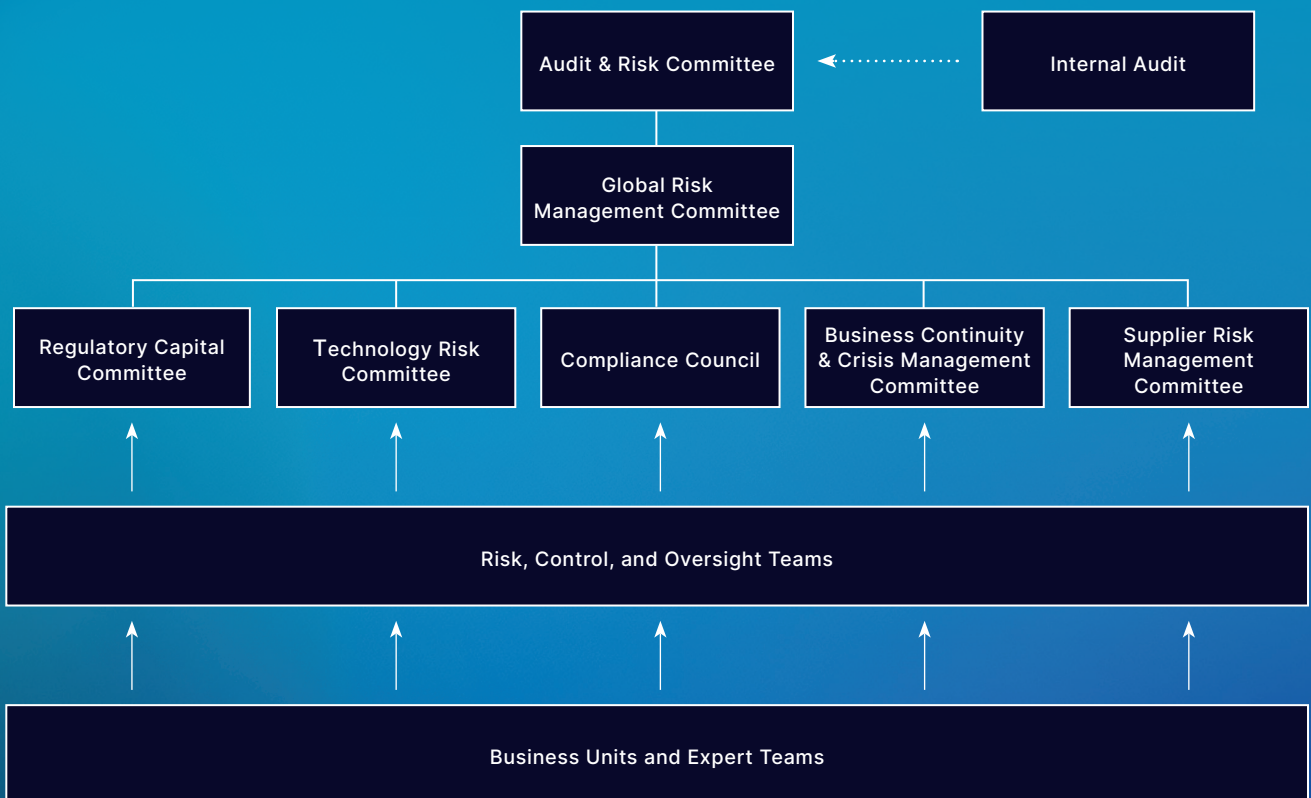 Audit & Risk Committee
Internal Audit
Global Risk
Management Committee
Regulatory Capital
Committee
Technology Risk
Committee
Compliance Council
Business Continuity
& Crisis Management
Committee
Supplier Risk
Management
Committee
Risk, Control, and Oversight Teams
Business Units and Expert Teams